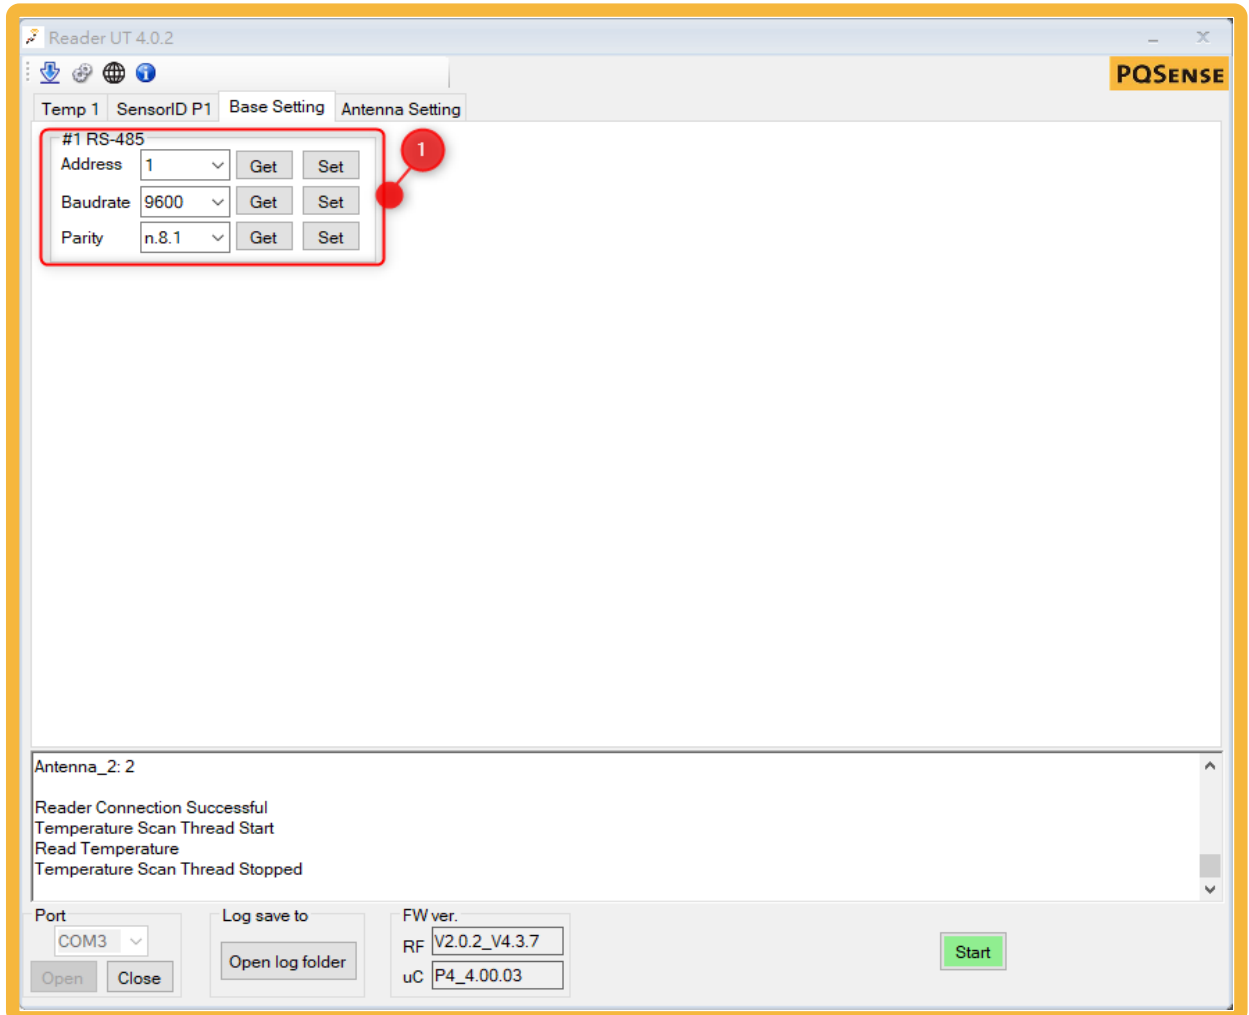 Reader UT 4.0.2
PQSENSE
Temp 1 SensorID P1 Base Setting Antenna Setting
#1 RS-485
1
Address 1 Get Set
Baudrate 9600 Get Set
Parity n.8.1 Get Set
Antenna_2: 2
Reader Connection Successful
Temperature Scan Thread Start
Read Temperature
Temperature Scan Thread Stopped
Port Log save to FW ver.
COM3 RF V2.0.2_V4.3.7
Open log folder Start
Open Close uC P4_4.00.03